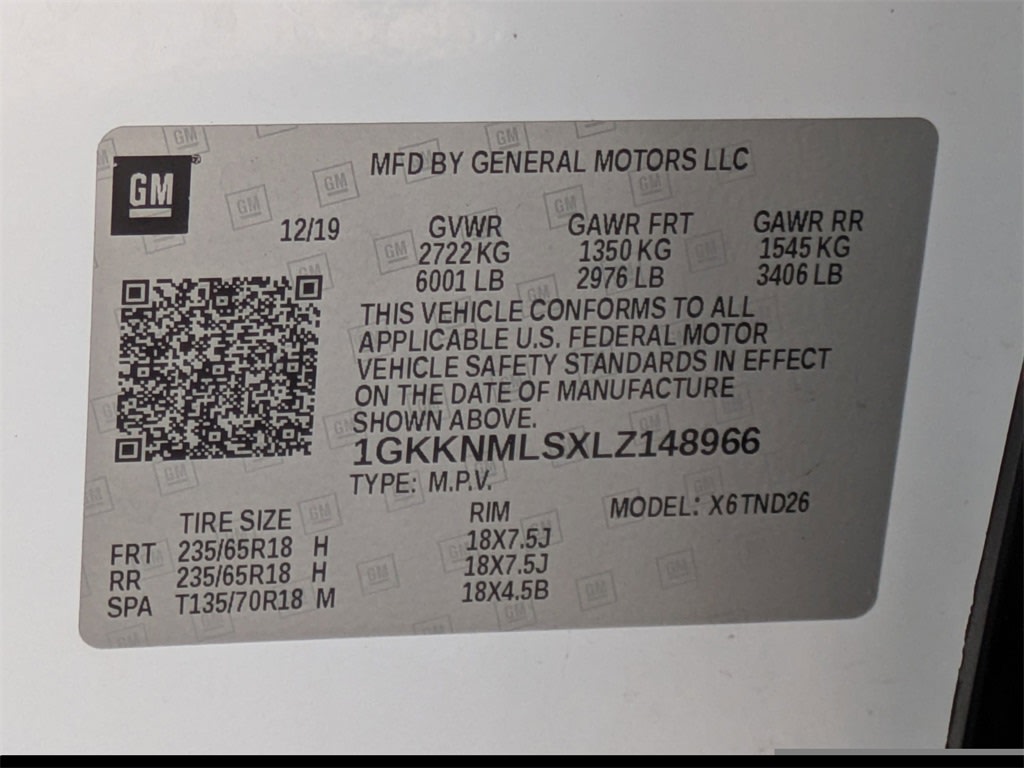 GM
MFD BY GENERAL MOTORS LLC
12/19 GVWR GAWR FRT GAWR RR
2722 KG 1350 KG 1545 KG
6001 LB 2976 LB 3406 LB
THIS VEHICLE CONFORMS TO ALL
APPLICABLE U.S. FEDERAL MOTOR
VEHICLE SAFETY STANDARDS IN EFFECT
ON THE DATE OF MANUFACTURE
SHOWN ABOVE.
1GKKNMLSXLZ148966
TYPE: M.P.V. MODEL: X6TND26
TIRE SIZE RIM
FRT 235/65R18 H 18X7.5J
RR 235/65R18 H 18X7.5J
SPA T135/70R18 M 18X4.5B